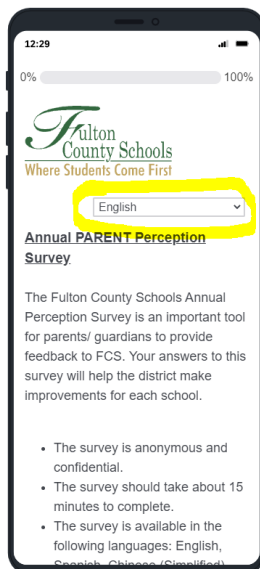 12:29
0% 100%
Fulton
County Schools
Where Students Come First
English
Annual PARENT Perception
Survey
The Fulton County Schools Annual
Perception Survey is an important tool
for parents/ guardians to provide
feedback to FCS. Your answers to this
survey will help the district make
improvements for each school.
• The survey is anonymous and
confidential.
• The survey should take about 15
minutes to complete.
• The survey is available in the
following languages: English,
Spanish, Chinese (Simplified)